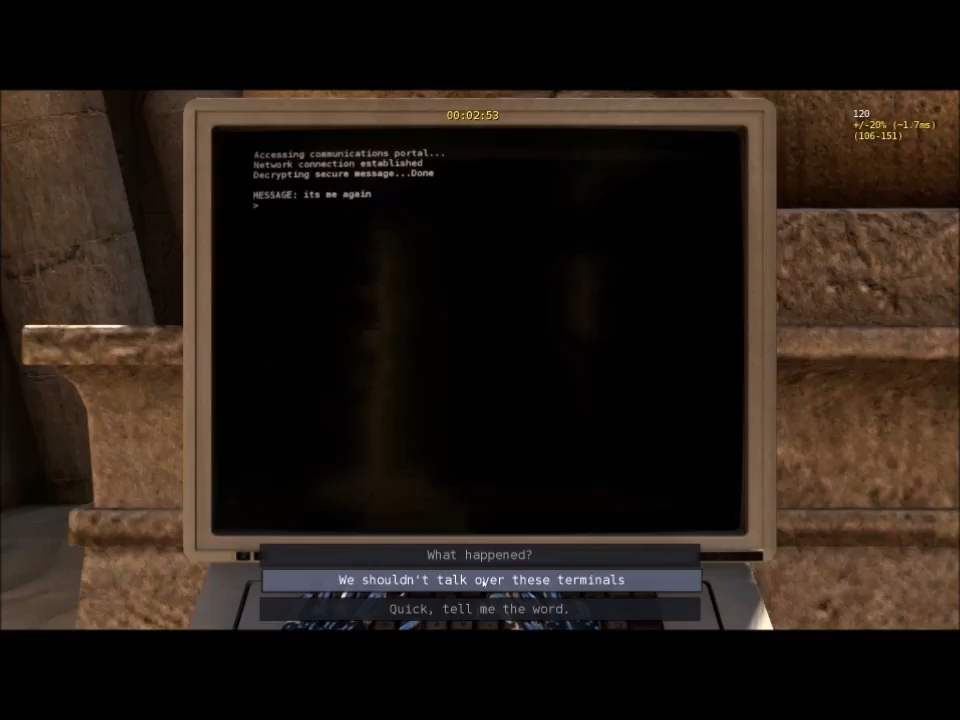 00:02:53
120
+/-20% (~1.7ms)
(106-151)
Accessing communications portal...
Network connection established
Decrypting secure message...Done
MESSAGE: its me again
>
What happened?
We shouldn't talk over these terminals
Quick, tell me the word.